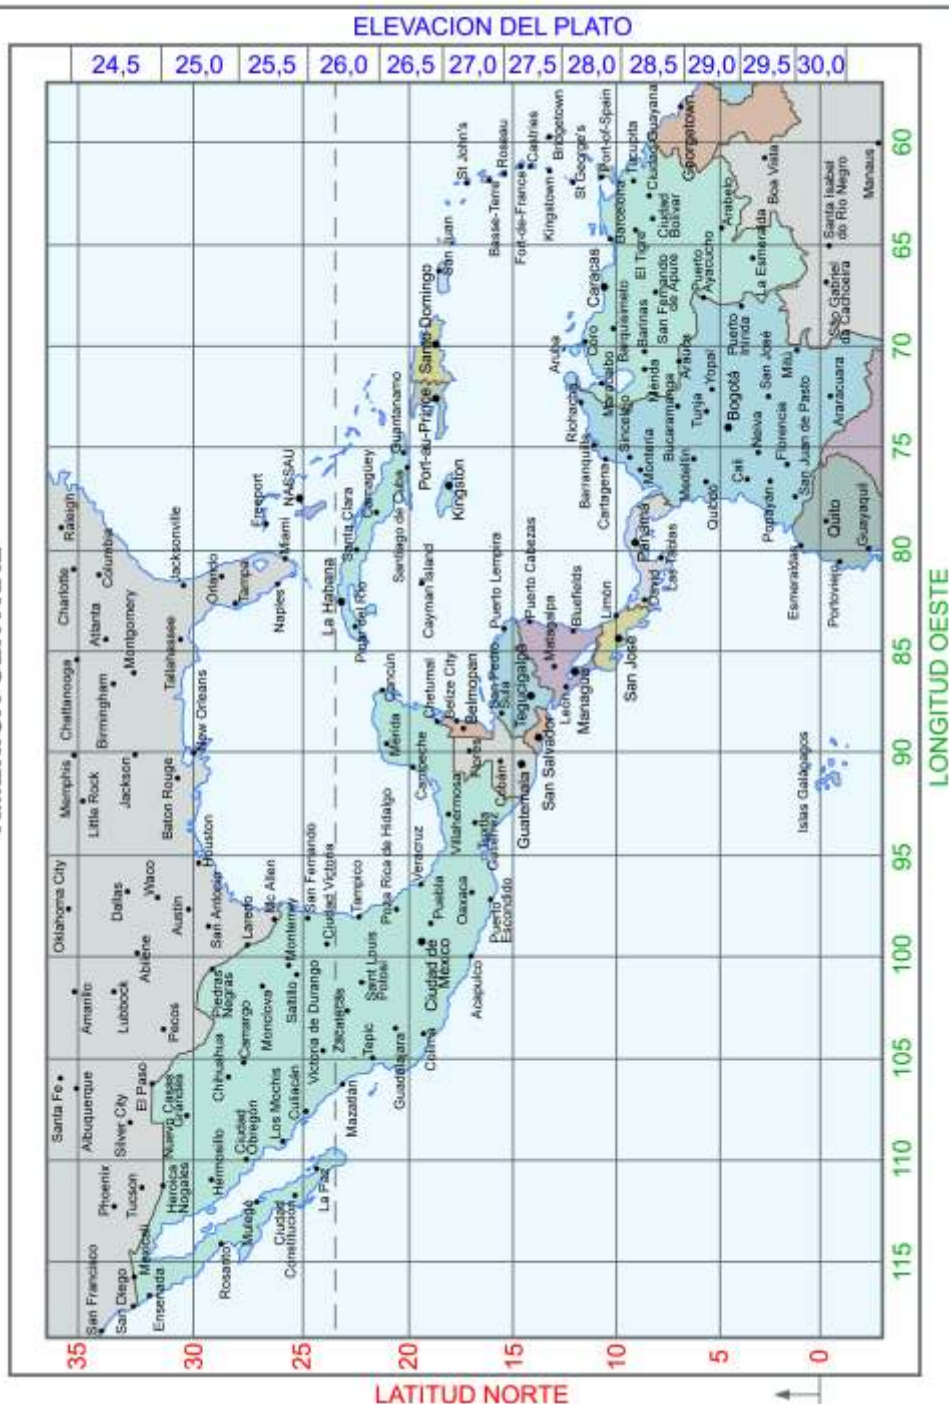 ELEVACION DEL PLATO
24,5 25,0 25,5 26,0 26,5 27,0 27,5 28,0 28,5 29,0 29,5 30,0
San Francisco
San Diego
Mexicali
Ensenada
Phoenix
Tucson
Heroica
Nogales
Santa Fe
Albuquerque
Silver City
El Paso
Nuevo Casas
Grandes
Hermosillo
Rosarito
Mulegé
Ciudad
Constitución
La Paz
Ciudad
Obregón
Los Mochis
Culiacán
Mazatlán
Chihuahua
Camargo
Monclova
Saltillo
Victoria de Durango
Zacatecas
Tepic
Guadalajara
Colima
Amarillo
Lubbock
Abilene
Pecos
Piedras
Negras
Oklahoma City
Dallas
Waco
Austin
San Antonio
Laredo
Mc Allen
Monterrey
San Fernando
Ciudad Victoria
Saint Louis
Potosí
Tampico
Poza Rica de Hidalgo
Veracruz
Puebla
Ciudad de
México
Oaxaca
Acapulco
Puerto
Escondido
Memphis
Little Rock
Jackson
Baton Rouge
Houston
New Orleans
Villahermosa
Tuxtla
Gutiérrez
Chattanooga
Birmingham
Atlanta
Montgomery
Tallahassee
Charlotte
Raleigh
Columbia
Jacksonville
Orlando
Tampa
Naples
Miami
Freeport
NASSAU
La Habana
Pinar del Río
Santa Clara
Camagüey
Santiago de Cuba
Guantanamo
Cayman Island
Kingston
Port-au-Prince
Santo Domingo
San Juan
St John's
Basse-Terre
Roseau
Fort-de-France
Castries
Kingstown
Bridgetown
St George's
Port-of-Spain
Cancún
Mérida
Campeche
Chetumal
Belize City
Belmopan
Flores
Cobán
Guatemala
San Salvador
San Pedro
Sula
Tegucigalpa
Puerto Lempira
Puerto Cabezas
Matagalpa
Bluefields
León
Managua
Limón
San José
David
Panamá
Las Tablas
Aruba
Coro
Caracas
Barcelona
Tucupita
Ciudad Guayana
Georgetown
Ciudad
Bolívar
El Tigre
Barquisimeto
Barinas
San Fernando
de Apure
Maracaibo
Mérida
Riohacha
Barranquilla
Cartagena
Sincelejo
Montería
Bucaramanga
Arauca
Puerto
Ayacucho
Arabelo
La Esmeralda
Boa Vista
Medellín
Quibdó
Tunja
Yopal
Bogotá
Puerto
Inírida
San José
Mitú
Cali
Neiva
Florencia
Popayán
San Juan de Pasto
Araracuara
Esmeraldas
Quito
Portoviejo
Guayaquil
Islas Galápagos
São Gabriel
da Cachoeira
Santa Isabel
do Rio Negro
Manaus
60
65
70
75
80
85
90
95
100
105
110
115
LONGITUD OESTE
35 30 25 20 15 10 5 0
LATITUD NORTE